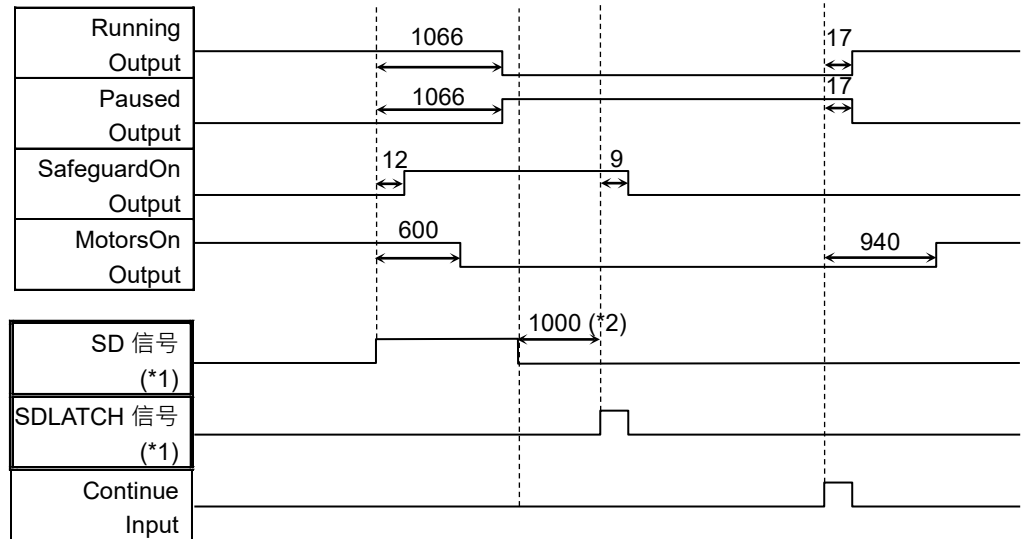 Running
Output
1066
17
Paused
Output
1066
17
SafeguardOn
Output
12
9
MotorsOn
Output
600
940
SD 信号
(*1)
1000 (*2)
SDLATCH 信号
(*1)
Continue
Input